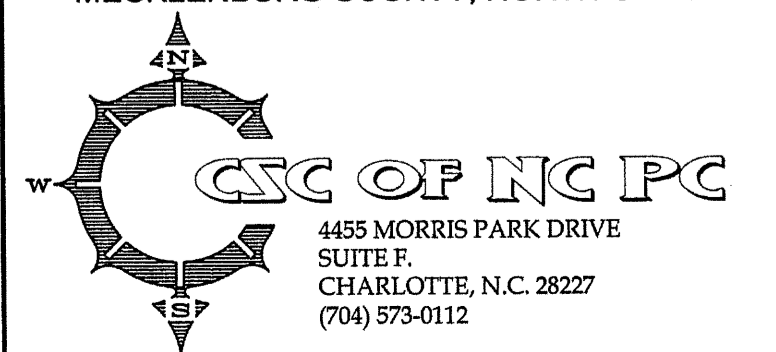 N
W
CSC OF NC PC
4455 MORRIS PARK DRIVE
SUITE F.
CHARLOTTE, N.C. 28227
(704) 573-0112
S